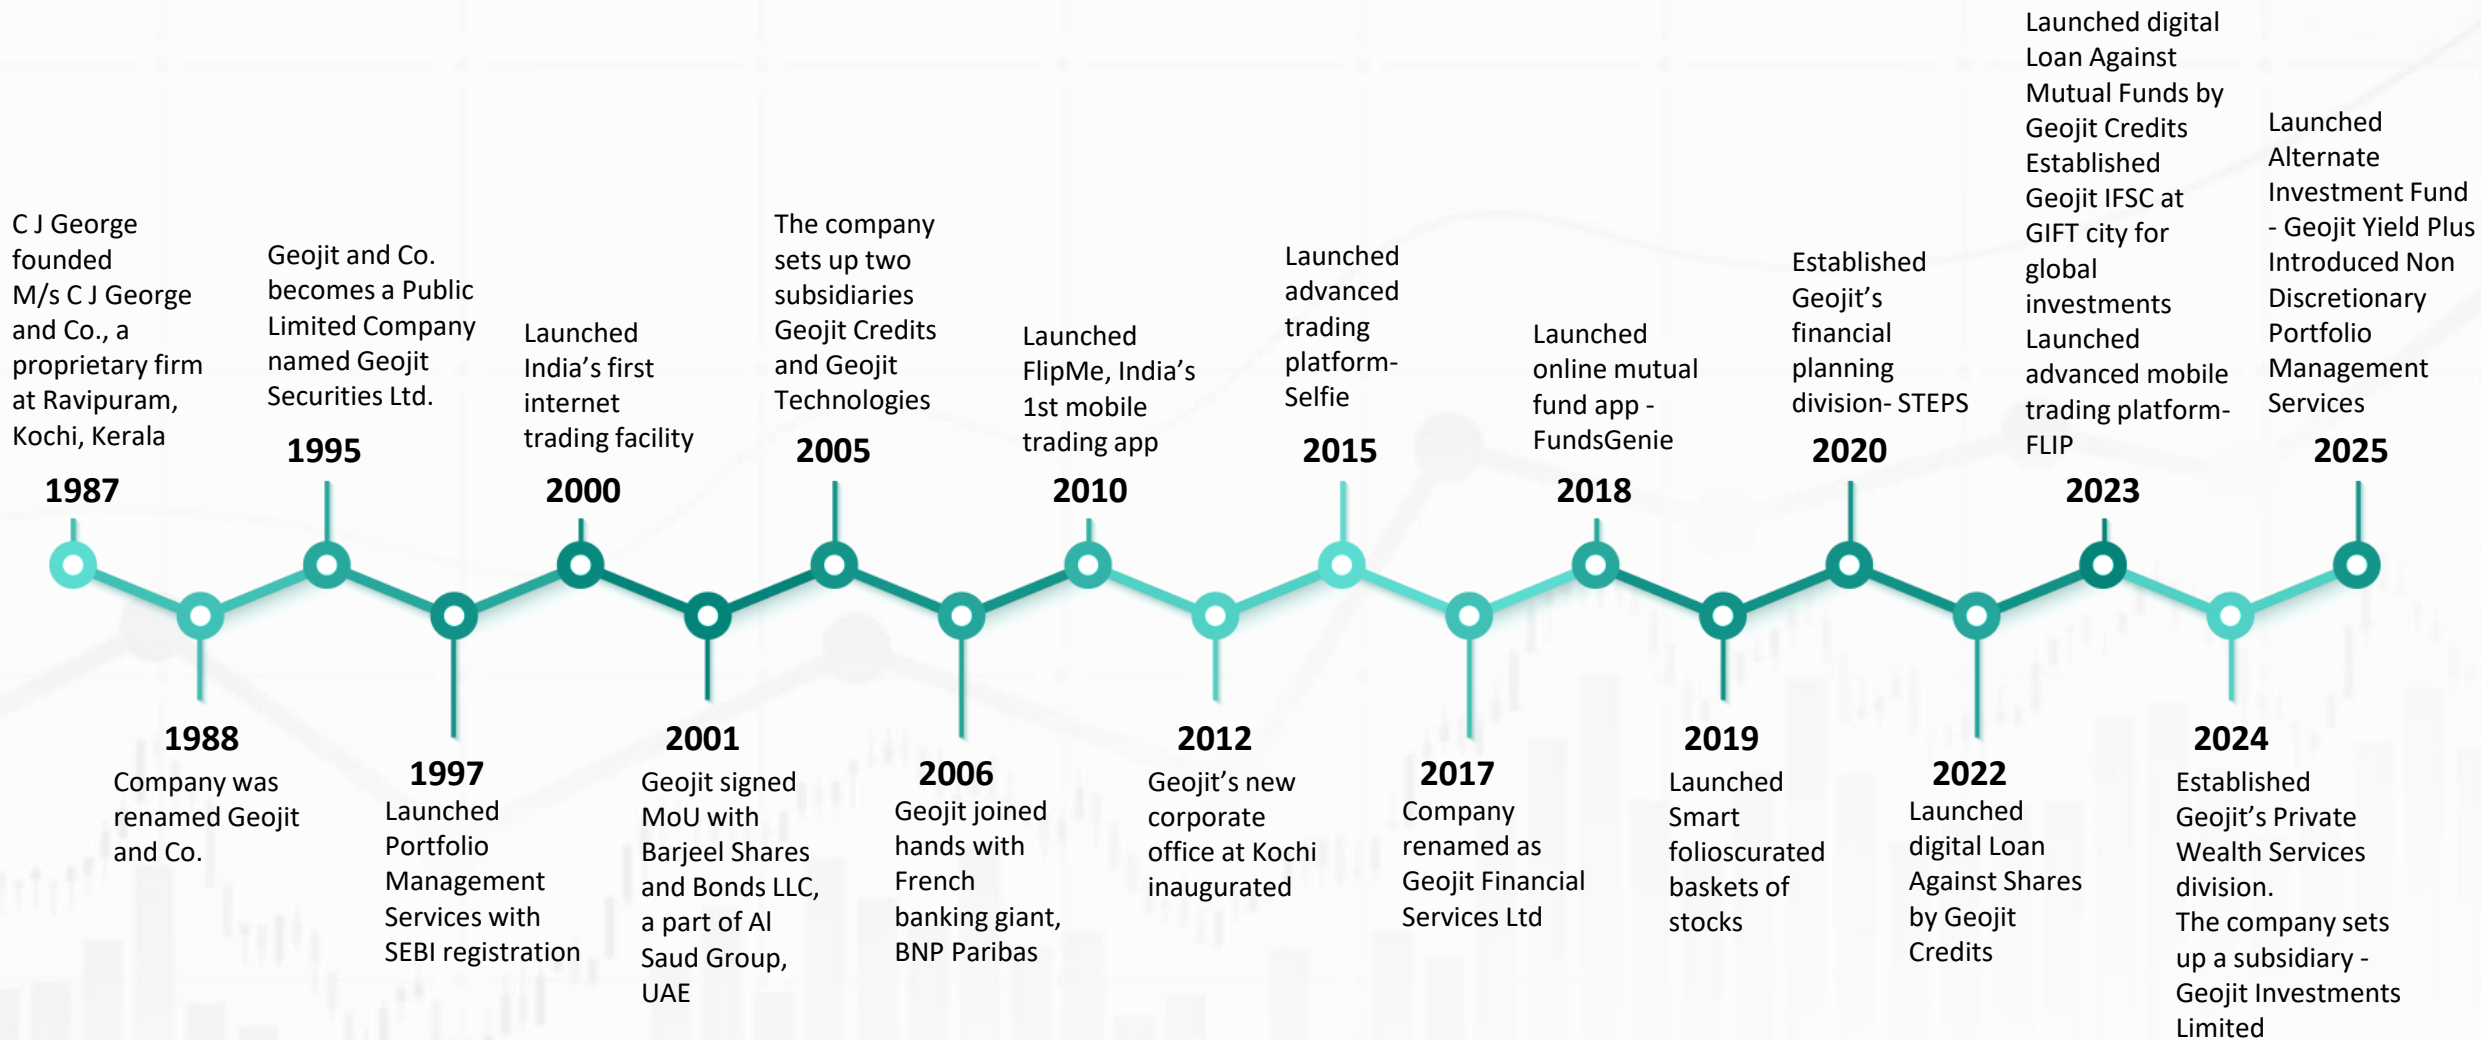 C J George
founded
M/s C J George
and Co., a
proprietary firm
at Ravipuram,
Kochi, Kerala
1987
1988
Company was
renamed Geojit
and Co.
Geojit and Co.
becomes a Public
Limited Company
named Geojit
Securities Ltd.
1995
1997
Launched
Portfolio
Management
Services with
SEBI registration
Launched
India’s first
internet
trading facility
2000
2001
Geojit signed
MoU with
Barjeel Shares
and Bonds LLC,
a part of Al
Saud Group,
UAE
The company
sets up two
subsidiaries
Geojit Credits
and Geojit
Technologies
2005
2006
Geojit joined
hands with
French
banking giant,
BNP Paribas
Launched
FlipMe, India’s
1st mobile
trading app
2010
2012
Geojit’s new
corporate
office at Kochi
inaugurated
Launched
advanced
trading
platform-
Selfie
2015
2017
Company
renamed as
Geojit Financial
Services Ltd
Launched
online mutual
fund app -
FundsGenie
2018
2019
Launched
Smart
folioscurated
baskets of
stocks
Established
Geojit’s
financial
planning
division- STEPS
2020
2022
Launched
digital Loan
Against Shares
by Geojit
Credits
Launched digital
Loan Against
Mutual Funds by
Geojit Credits
Established
Geojit IFSC at
GIFT city for
global
investments
Launched
advanced mobile
trading platform-
FLIP
2023
2024
Established
Geojit’s Private
Wealth Services
division.
The company sets
up a subsidiary -
Geojit Investments
Limited
Launched
Alternate
Investment Fund
- Geojit Yield Plus
Introduced Non
Discretionary
Portfolio
Management
Services
2025